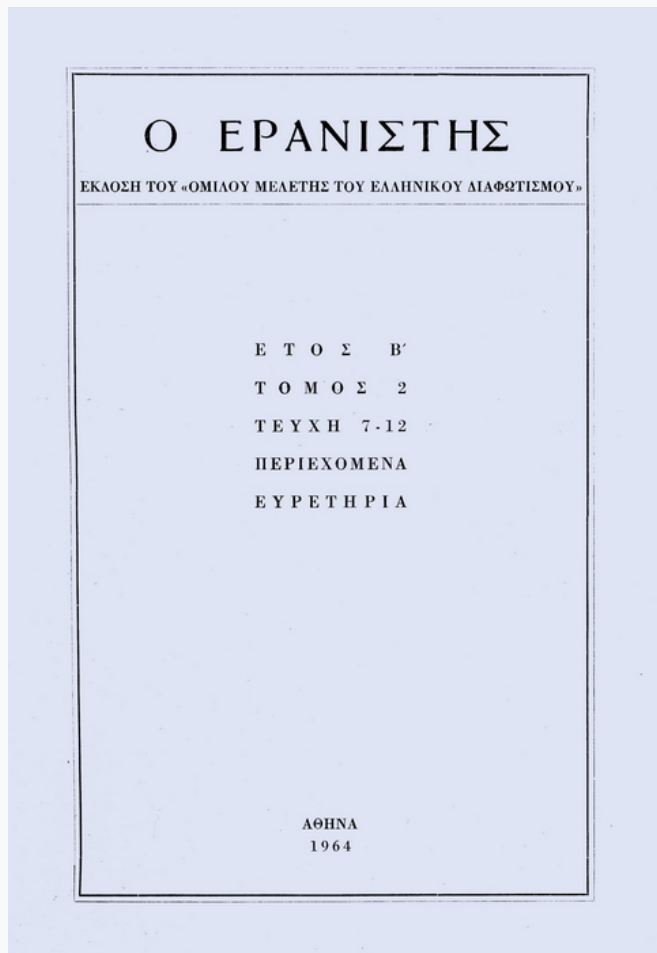 Ο ΕΡΑΝΙΣΤΗΣ
ΕΚΔΟΣΗ ΤΟΥ «ΟΜΙΛΟΥ ΜΕΛΕΤΗΣ ΤΟΥ ΕΛΛΗΝΙΚΟΥ ΔΙΑΦΩΤΙΣΜΟΥ»
ΕΤΟΣ Β′
ΤΟΜΟΣ 2
ΤΕΥΧΗ 7-12
ΠΕΡΙΕΧΟΜΕΝΑ
ΕΥΡΕΤΗΡΙΑ
ΑΘΗΝΑ
1964